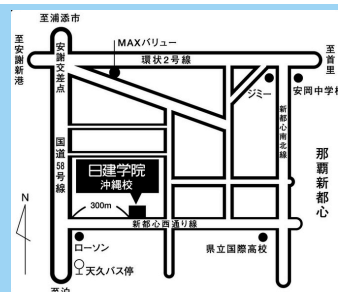 至浦添市
至安謝新港
安謝交差点
MAXバリュー
環状2号線
至首里
ジミー
安岡中学校
国道58号線
新都心南北線
那覇新都心
日建学院
沖縄校
N
300m
新都心西通り線
ローソン
県立国際高校
天久バス停
至泊